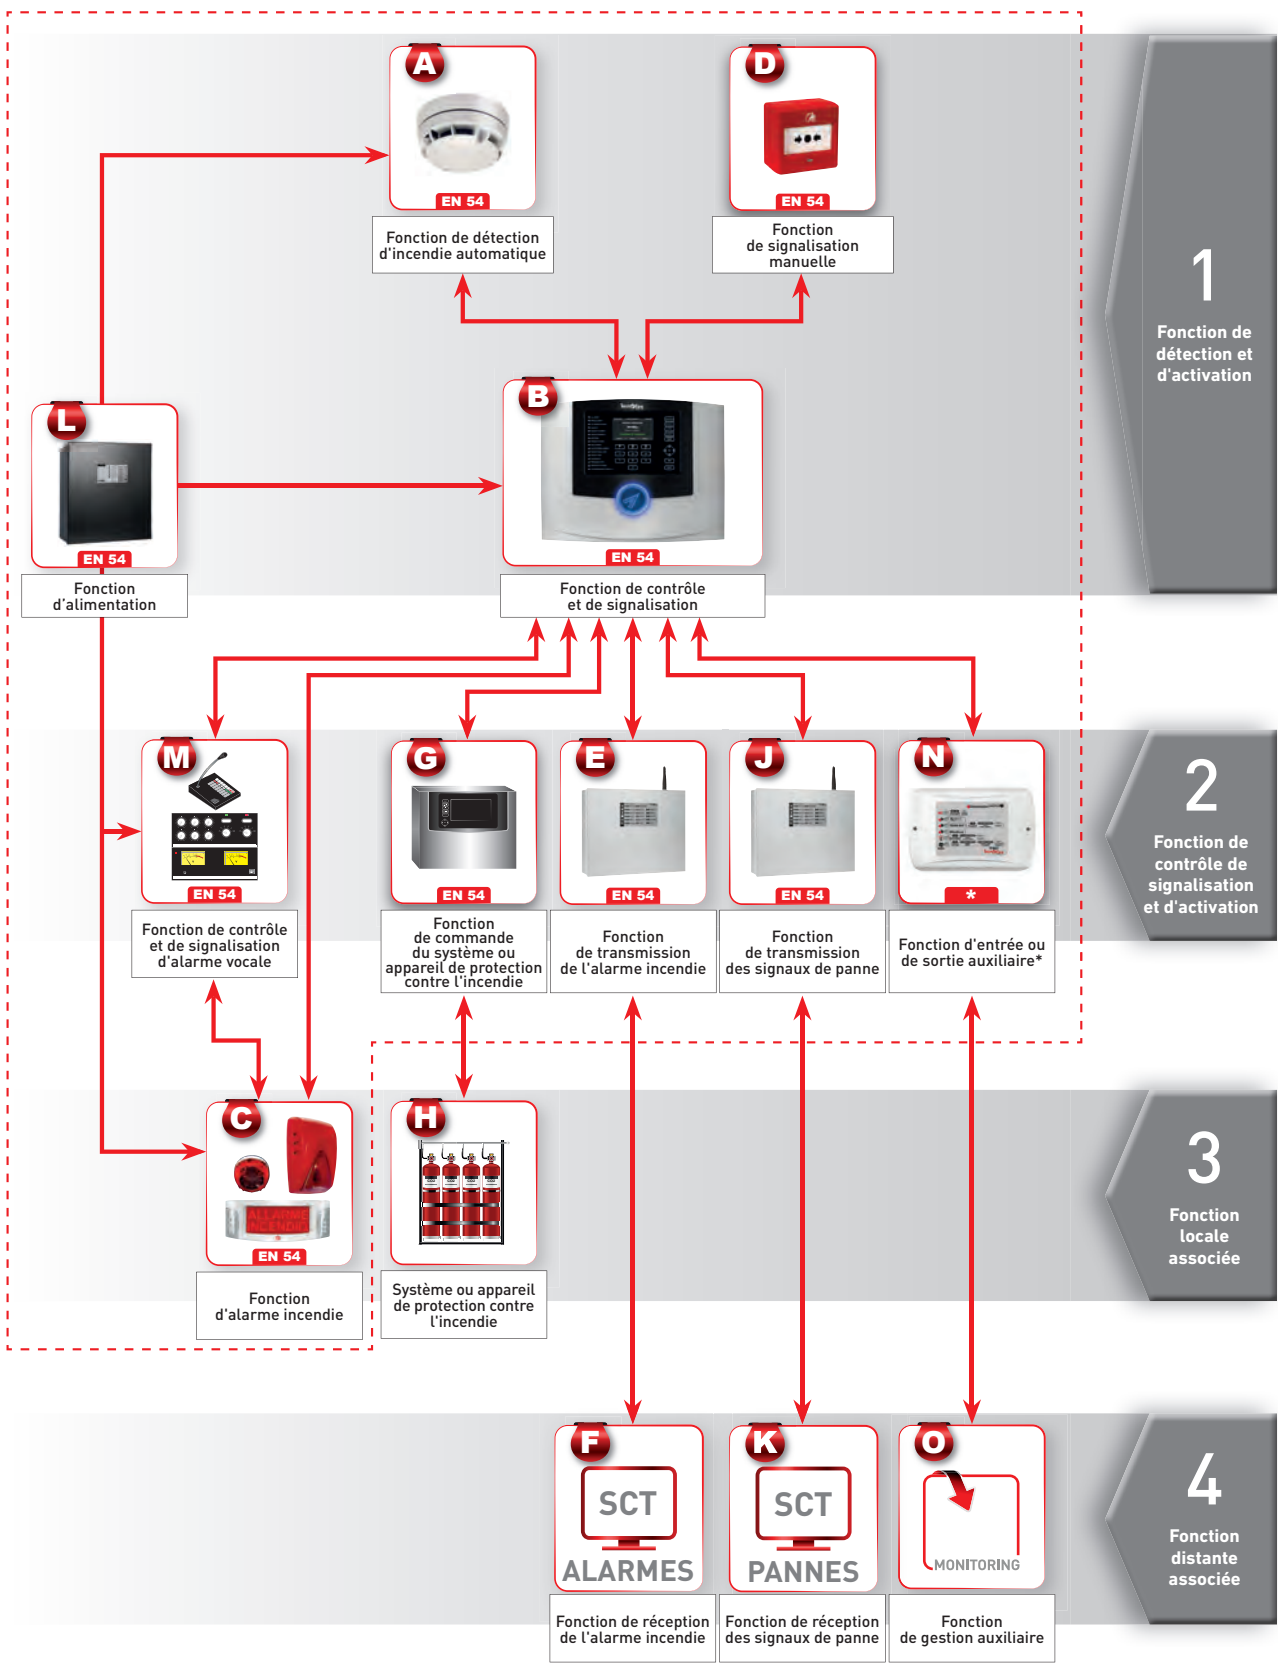 A
D
EN 54
EN 54
Fonction de détection
d'incendie automatique
Fonction
de signalisation
manuelle
1
Fonction de
détection et
d'activation
L
B
EN 54
EN 54
Fonction
d'alimentation
Fonction de contrôle
et de signalisation
M
G
E
J
N
EN 54
EN 54
EN 54
EN 54
*
Fonction de contrôle
et de signalisation
d'alarme vocale
Fonction
de commande
du système ou
appareil de protection
contre l'incendie
Fonction
de transmission
de l'alarme incendie
Fonction
de transmission
des signaux de panne
Fonction d'entrée ou
de sortie auxiliaire*
2
Fonction de
contrôle de
signalisation
et d'activation
C
H
ALLARME
INCENDIO
EN 54
Fonction
d'alarme incendie
Système ou appareil
de protection contre
l'incendie
3
Fonction
locale
associée
F
K
O
SCT
ALARMES
SCT
PANNES
MONITORING
Fonction de réception
de l'alarme incendie
Fonction de réception
des signaux de panne
Fonction
de gestion auxiliaire
4
Fonction
distante
associée